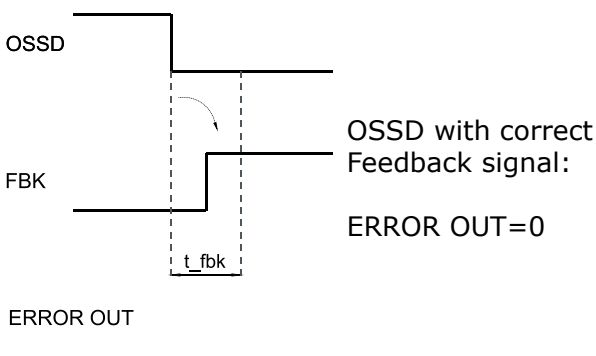 OSSD
OSSD with correct
Feedback signal:
FBK
ERROR OUT=0
t_fbk
ERROR OUT